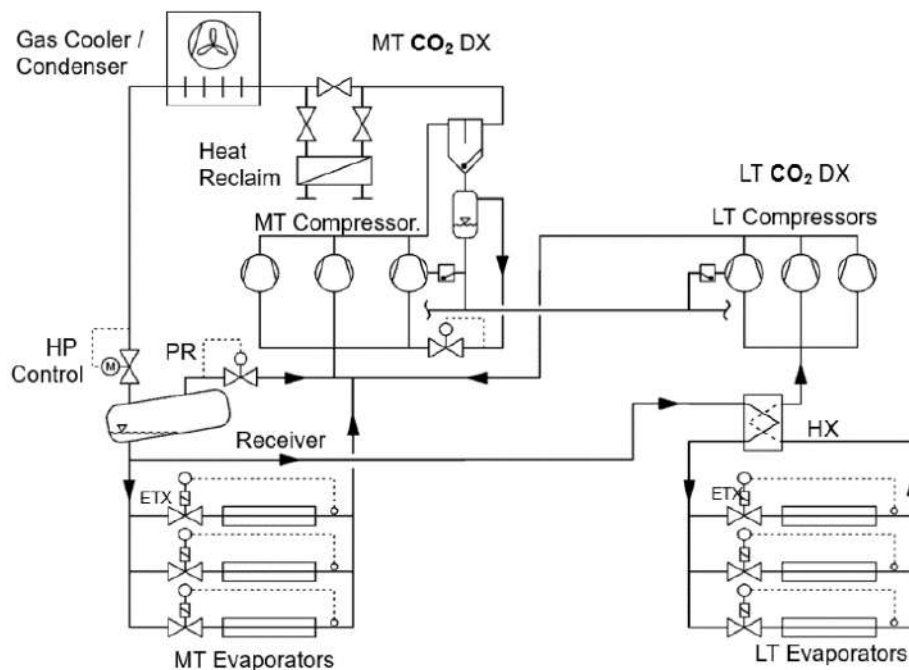 Gas Cooler /
Condenser
MT CO₂ DX
Heat
Reclaim
LT CO₂ DX
MT Compressor.
LT Compressors
HP
Control
M
PR
Receiver
HX
ETX
ETX
MT Evaporators
LT Evaporators